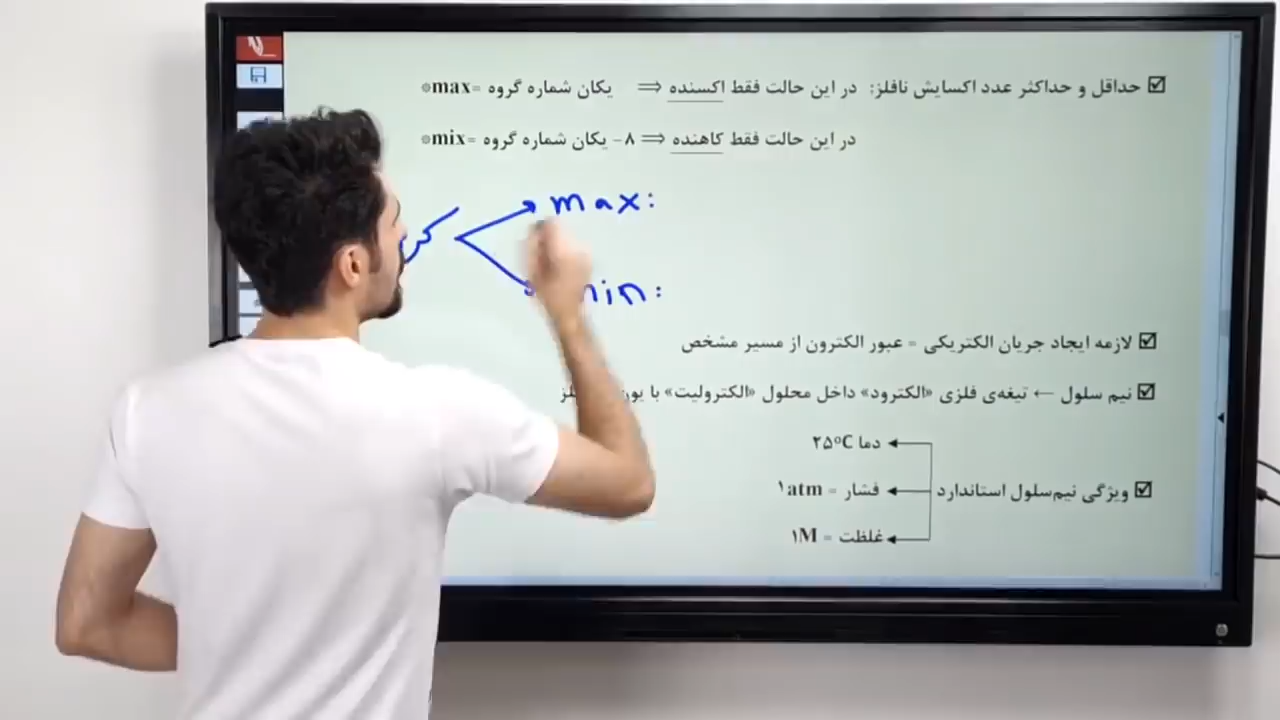 ☑ حداقل و حداکثر عدد اکسایش نافلز: در این حالت فقط اکسنده ⟹ یکان شماره گروه =max*
در این حالت فقط کاهنده ⟹ ۸- یکان شماره گروه =mix*
max:
min:
☑ لازمه ایجاد جریان الکتریکی = عبور الکترون از مسیر مشخص
☑ نیم سلول ← تیغه‌ی فلزی «الکترود» داخل محلول «الکترولیت» با
☑ ویژگی نیم‌سلول استاندارد
دما ۲۵°C
فشار = ۱atm
غلظت = ۱M